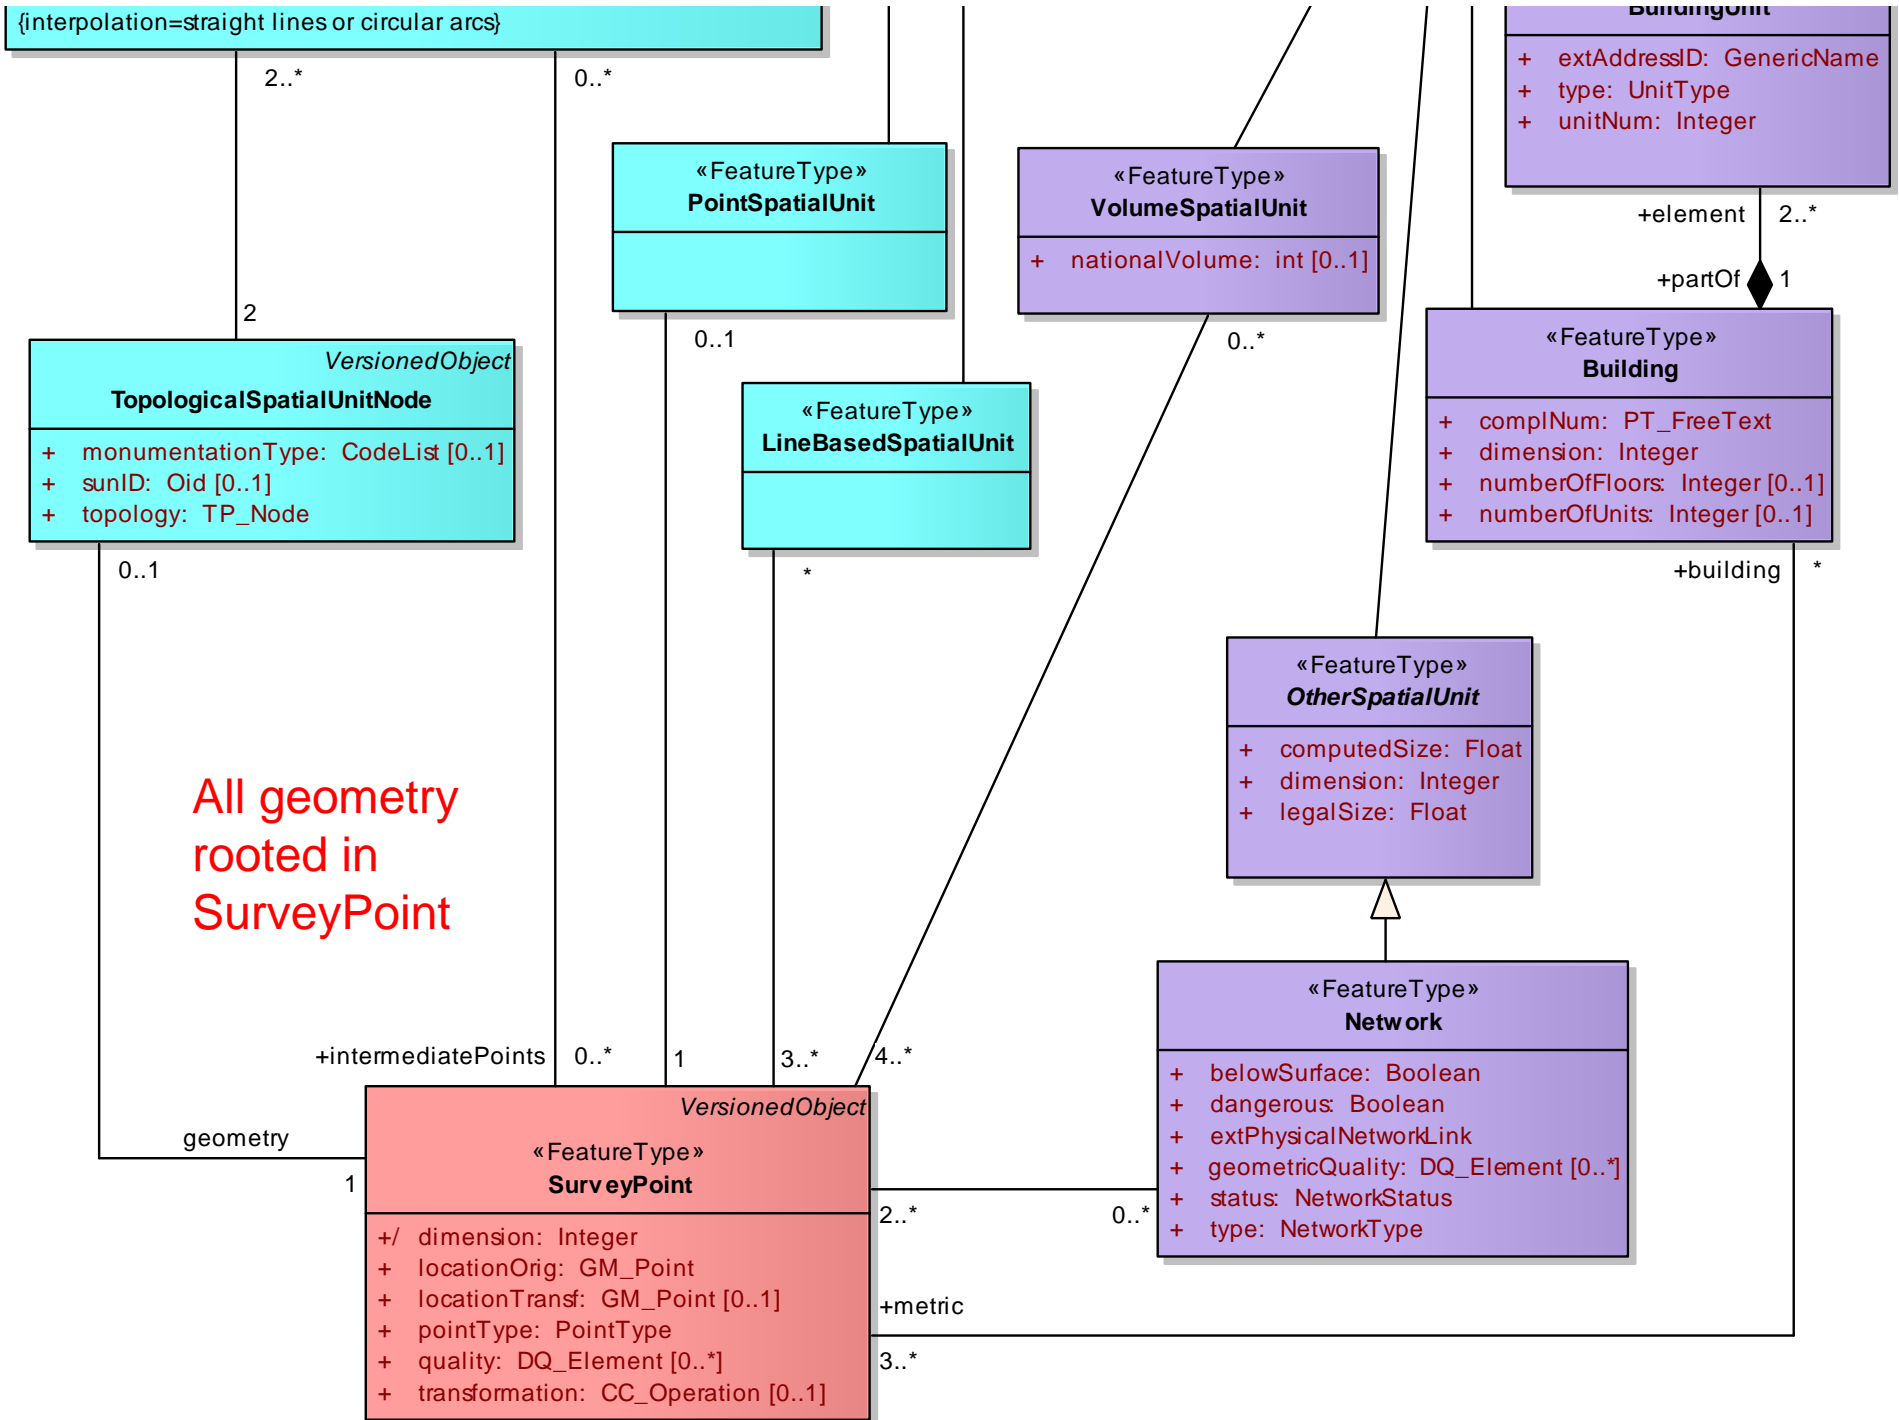 {interpolation=straight lines or circular arcs}
2..*
0..*
BuildingUnit
+ extAddressID: GenericName
+ type: UnitType
+ unitNum: Integer
+element 2..*
+partOf 1
«FeatureType»
PointSpatialUnit
0..1
«FeatureType»
VolumeSpatialUnit
+ nationalVolume: int [0..1]
0..*
«FeatureType»
Building
+ complNum: PT_FreeText
+ dimension: Integer
+ numberOfFloors: Integer [0..1]
+ numberOfUnits: Integer [0..1]
+building *
2
VersionedObject
TopologicalSpatialUnitNode
+ monumentationType: CodeList [0..1]
+ sunID: Oid [0..1]
+ topology: TP_Node
0..1
«FeatureType»
LineBasedSpatialUnit
*
«FeatureType»
OtherSpatialUnit
+ computedSize: Float
+ dimension: Integer
+ legalSize: Float
All geometry
rooted in
SurveyPoint
«FeatureType»
Network
+ belowSurface: Boolean
+ dangerous: Boolean
+ extPhysicalNetworkLink
+ geometricQuality: DQ_Element [0..*]
+ status: NetworkStatus
+ type: NetworkType
+intermediatePoints 0..*
1
3..*
4..*
geometry
1
VersionedObject
«FeatureType»
SurveyPoint
+/ dimension: Integer
+ locationOrig: GM_Point
+ locationTransf: GM_Point [0..1]
+ pointType: PointType
+ quality: DQ_Element [0..*]
+ transformation: CC_Operation [0..1]
2..*
0..*
+metric
3..*